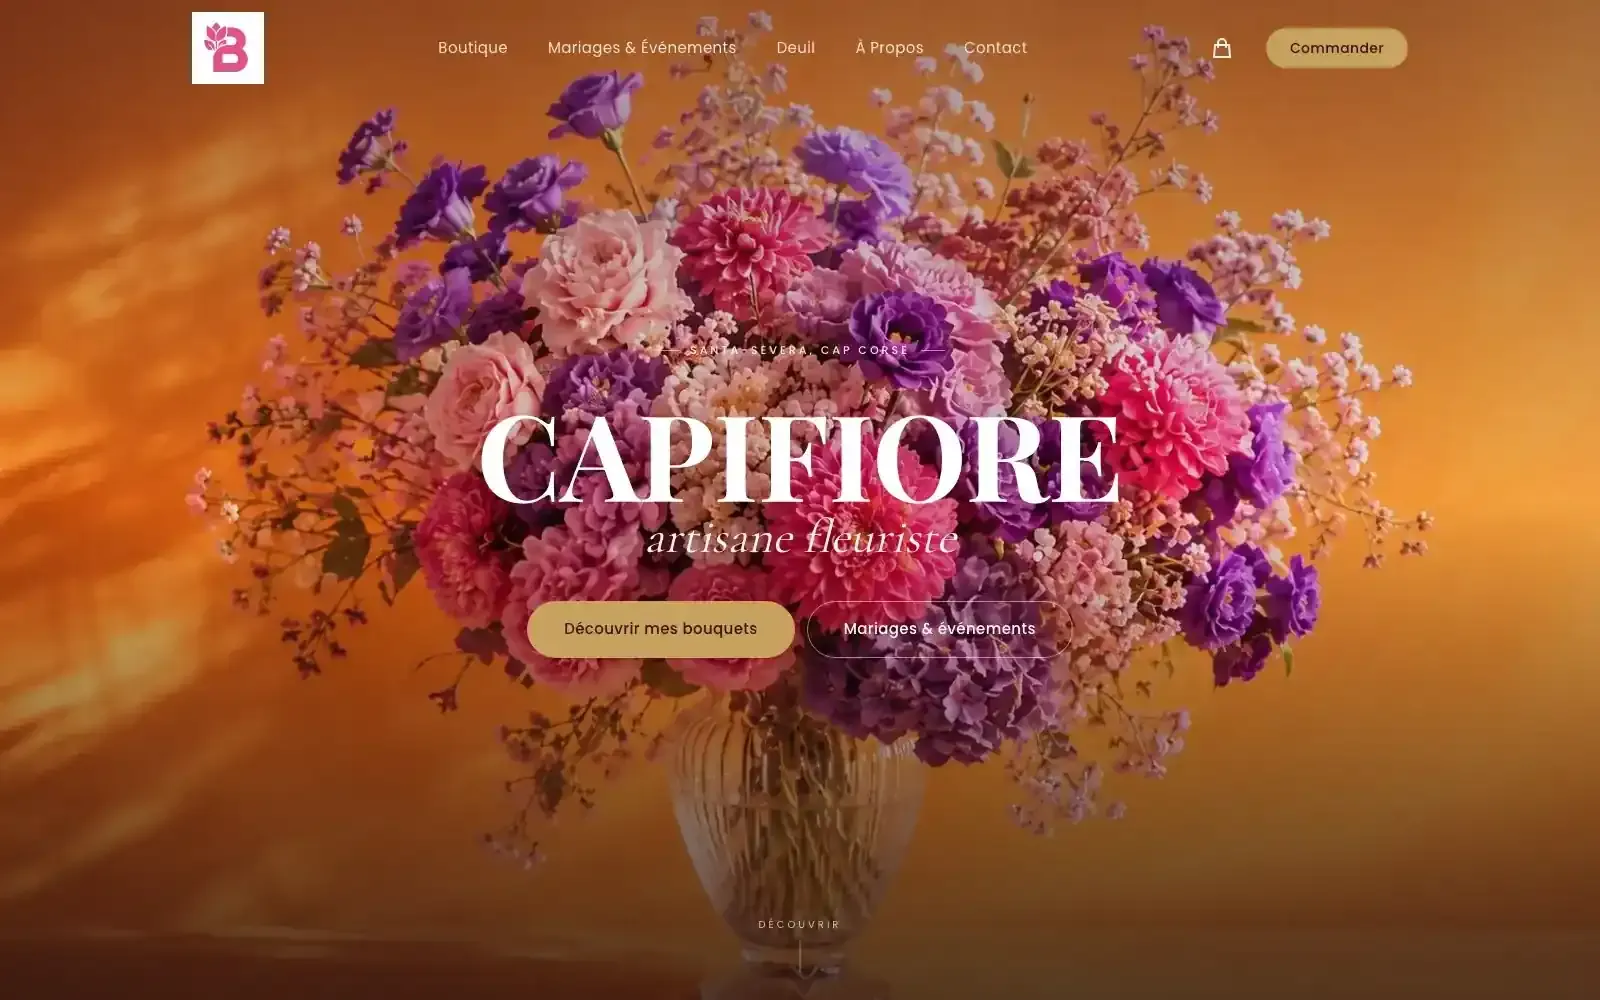 B
Boutique
Mariages & Événements
Deuil
À Propos
Contact
Commander
SANTA-SEVERA, CAP CORSE
CAPIFIORE
artisane fleuriste
Découvrir mes bouquets
Mariages & événements
DÉCOUVRIR